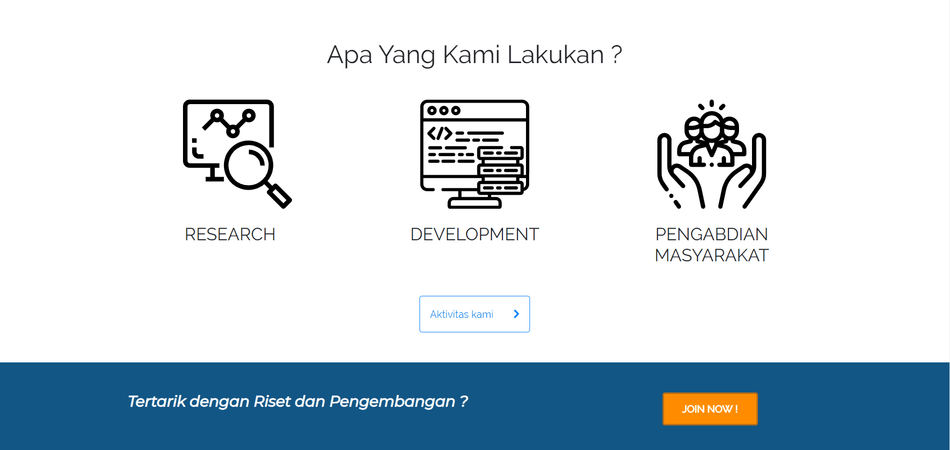 Apa Yang Kami Lakukan ?
RESEARCH
DEVELOPMENT
PENGABDIAN
MASYARAKAT
Aktivitas kami
Tertarik dengan Riset dan Pengembangan ?
JOIN NOW !